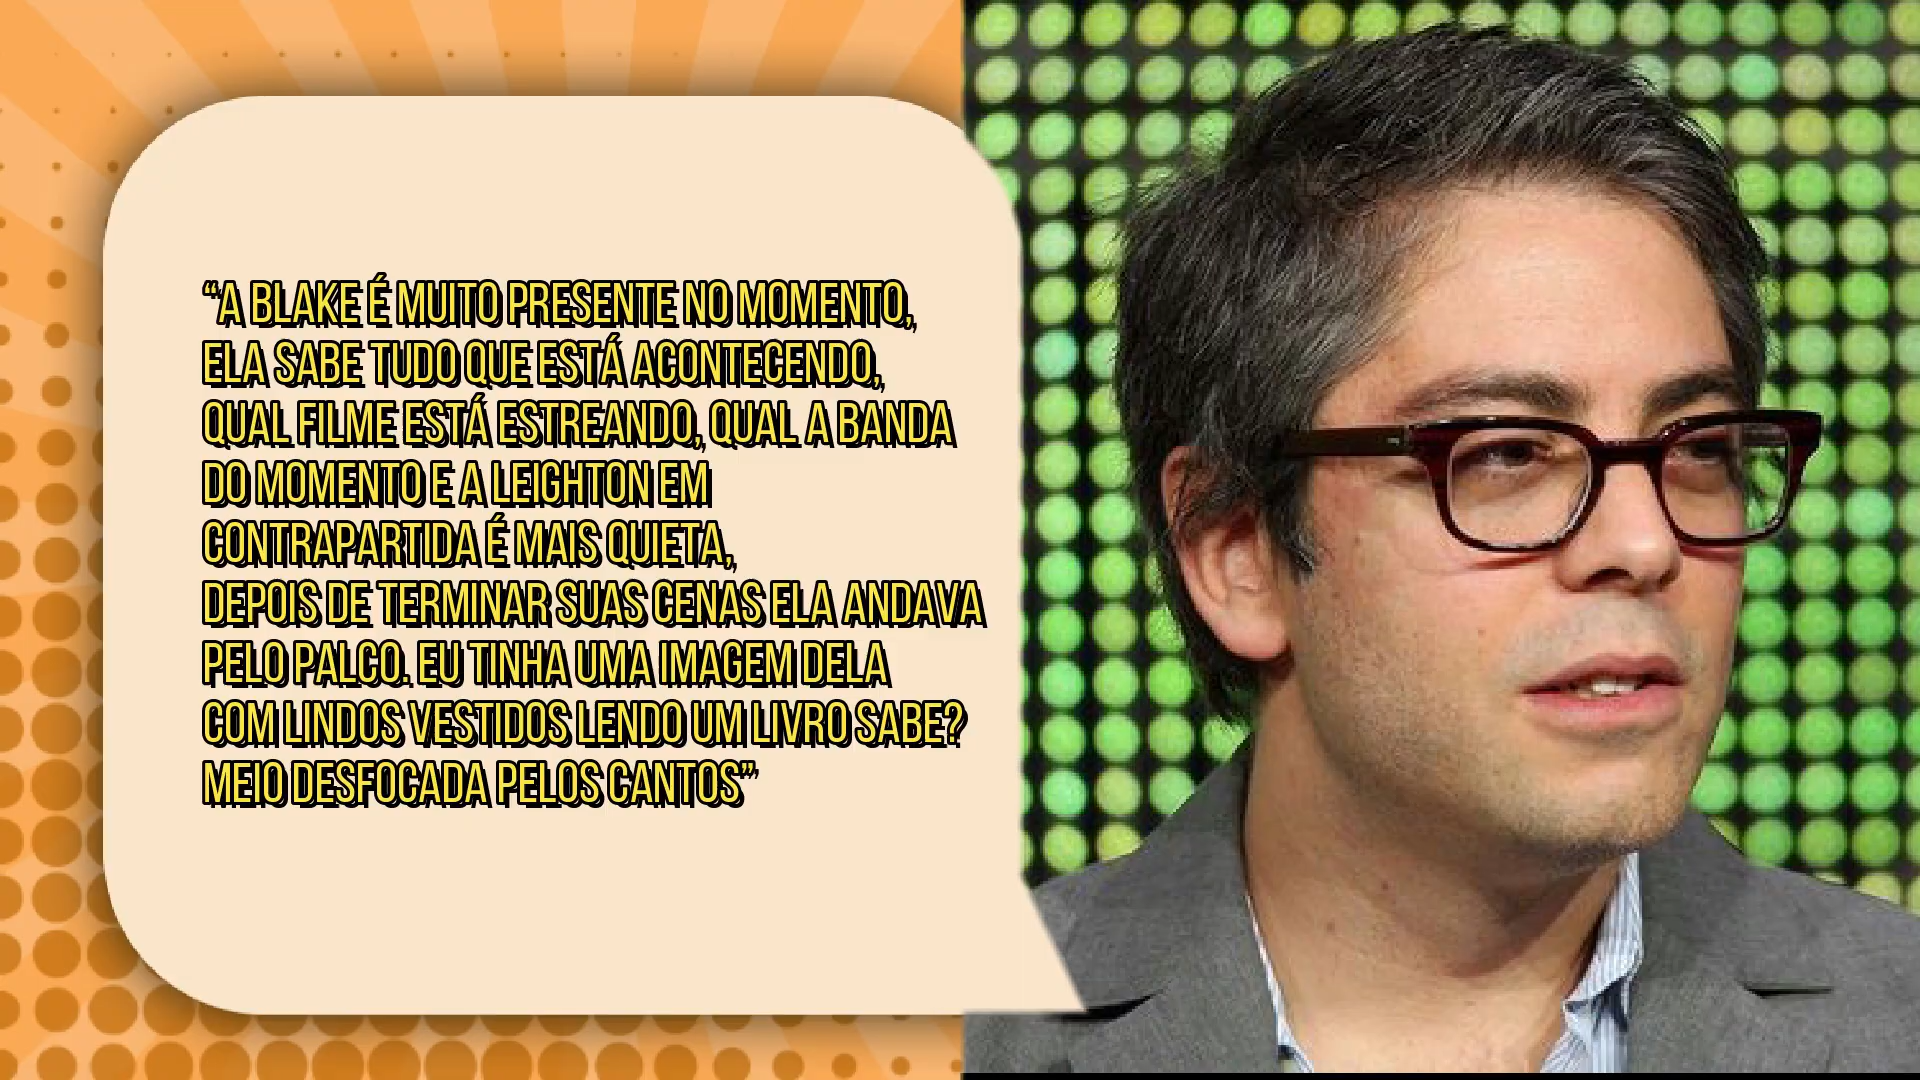 “A BLAKE É MUITO PRESENTE NO MOMENTO,
ELA SABE TUDO QUE ESTÁ ACONTECENDO,
QUAL FILME ESTÁ ESTREANDO, QUAL A BANDA
DO MOMENTO E A LEIGHTON EM
CONTRAPARTIDA É MAIS QUIETA,
DEPOIS DE TERMINAR SUAS CENAS ELA ANDAVA
PELO PALCO. EU TINHA UMA IMAGEM DELA
COM LINDOS VESTIDOS LENDO UM LIVRO SABE?
MEIO DESFOCADA PELOS CANTOS”